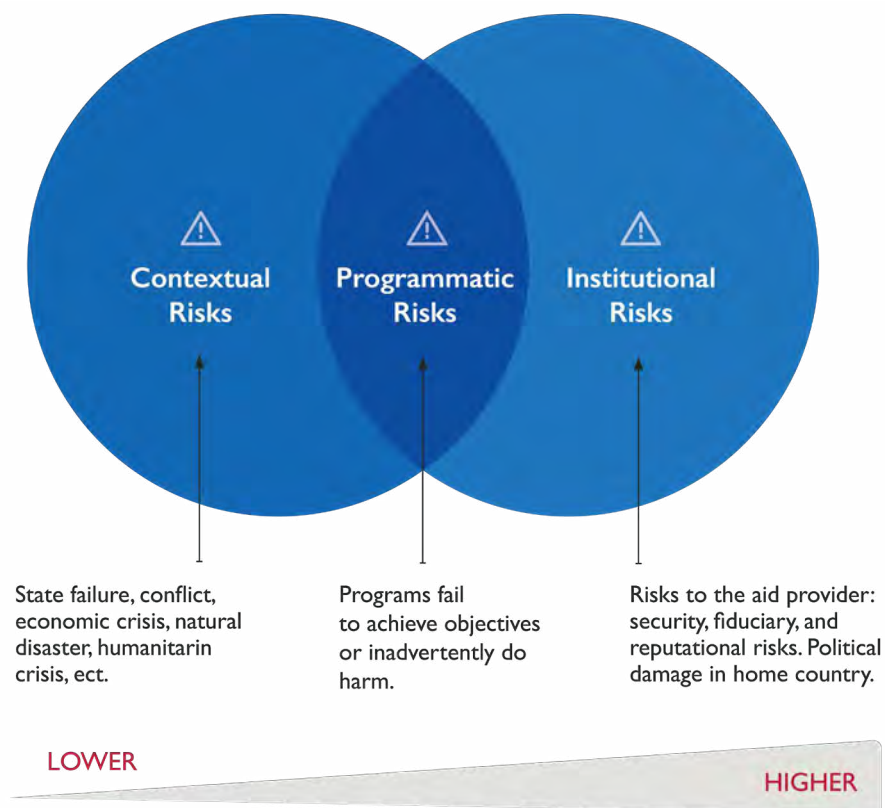 Contextual
Risks
Programmatic
Risks
Institutional
Risks
State failure, conflict,
economic crisis, natural
disaster, humanitarin
crisis, ect.
Programs fail
to achieve objectives
or inadvertently do
harm.
Risks to the aid provider:
security, fiduciary, and
reputational risks. Political
damage in home country.
LOWER
HIGHER